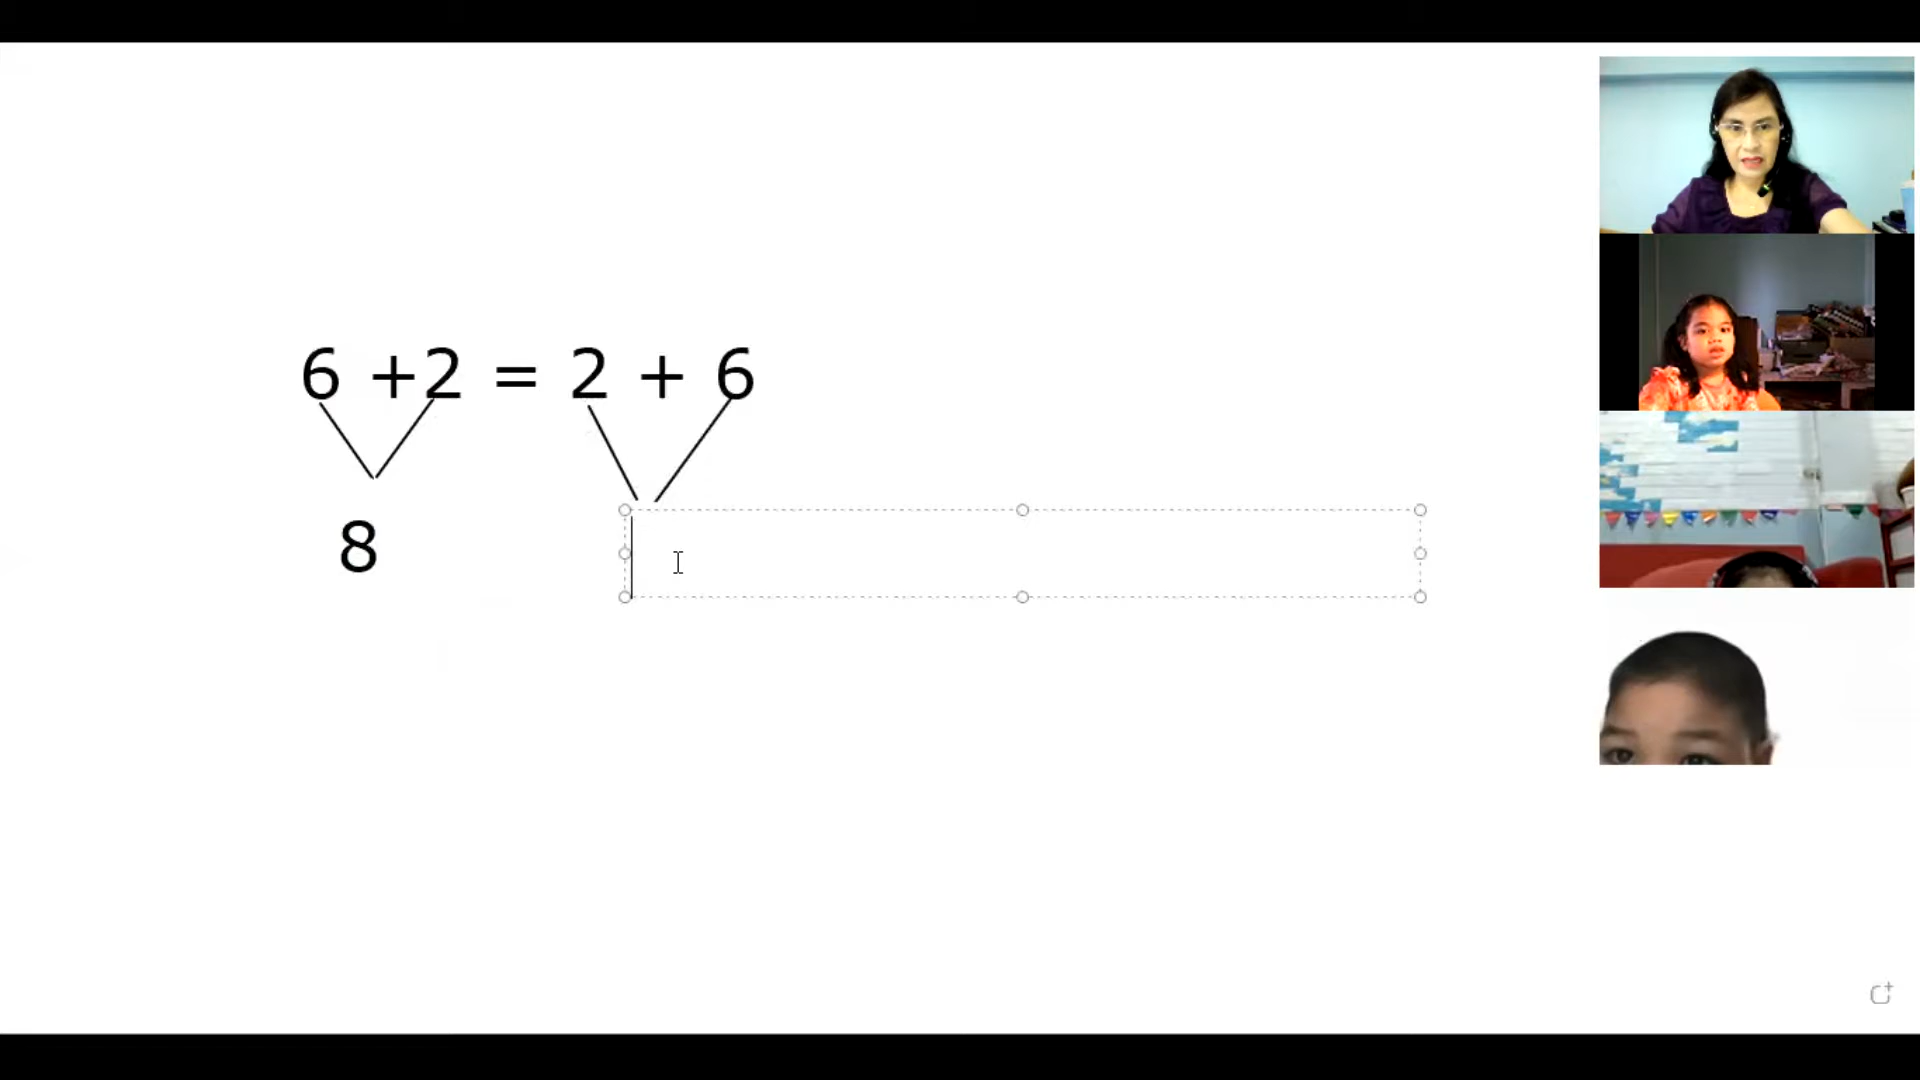 6 +2 = 2 + 6
8